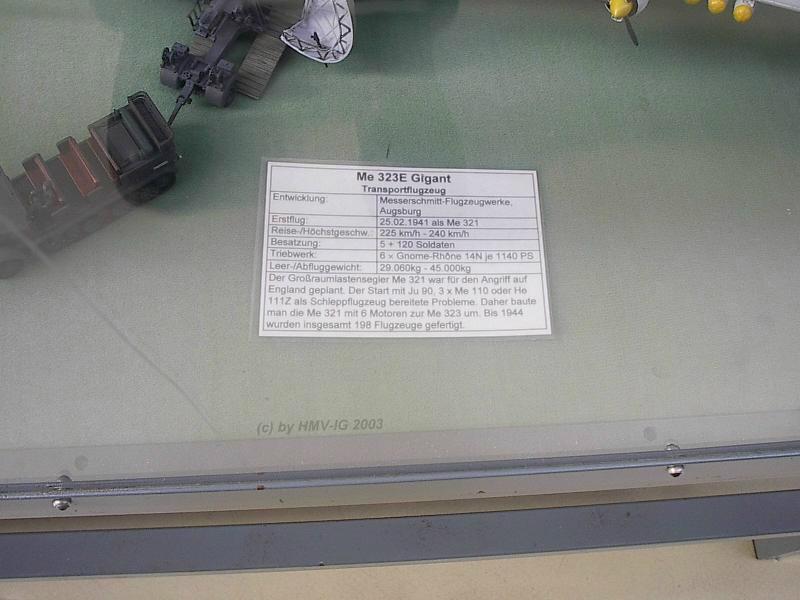 Me 323E Gigant
Transportflugzeug
Entwicklung: Messerschmitt-Flugzeugwerke,
Augsburg
Erstflug: 25.02.1941 als Me 321
Reise-/Höchstgeschw.: 225 km/h - 240 km/h
Besatzung: 5 + 120 Soldaten
Triebwerk: 6 × Gnome-Rhône 14N je 1140 PS
Leer-/Abfluggewicht: 29.060kg - 45.000kg
Der Großraumlastensegler Me 321 war für den Angriff auf
England geplant. Der Start mit Ju 90, 3 x Me 110 oder He
111Z als Schleppflugzeug bereitete Probleme. Daher baute
man die Me 321 mit 6 Motoren zur Me 323 um. Bis 1944
wurden insgesamt 198 Flugzeuge gefertigt.
(c) by HMV-IG 2003